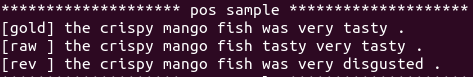 ******************** pos sample ********************
[gold] the crispy mango fish was very tasty .
[raw ] the crispy mango fish tasty very tasty .
[rev ] the crispy mango fish was very disgusted .